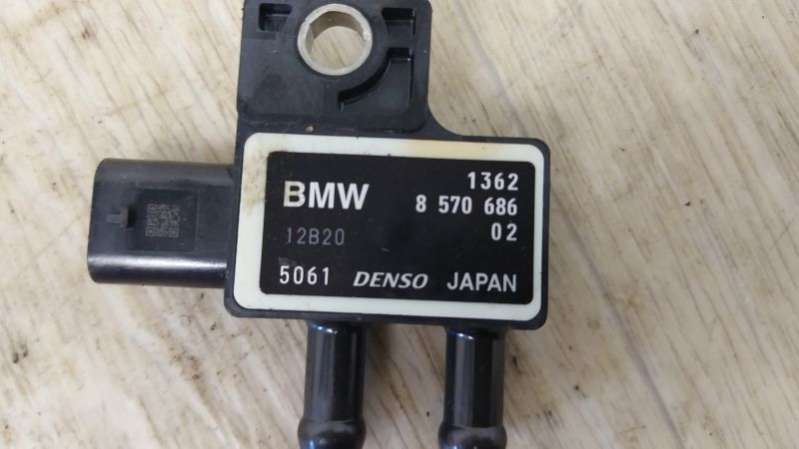 1362
BMW 8 570 686
12B20 02
5061 DENSO JAPAN